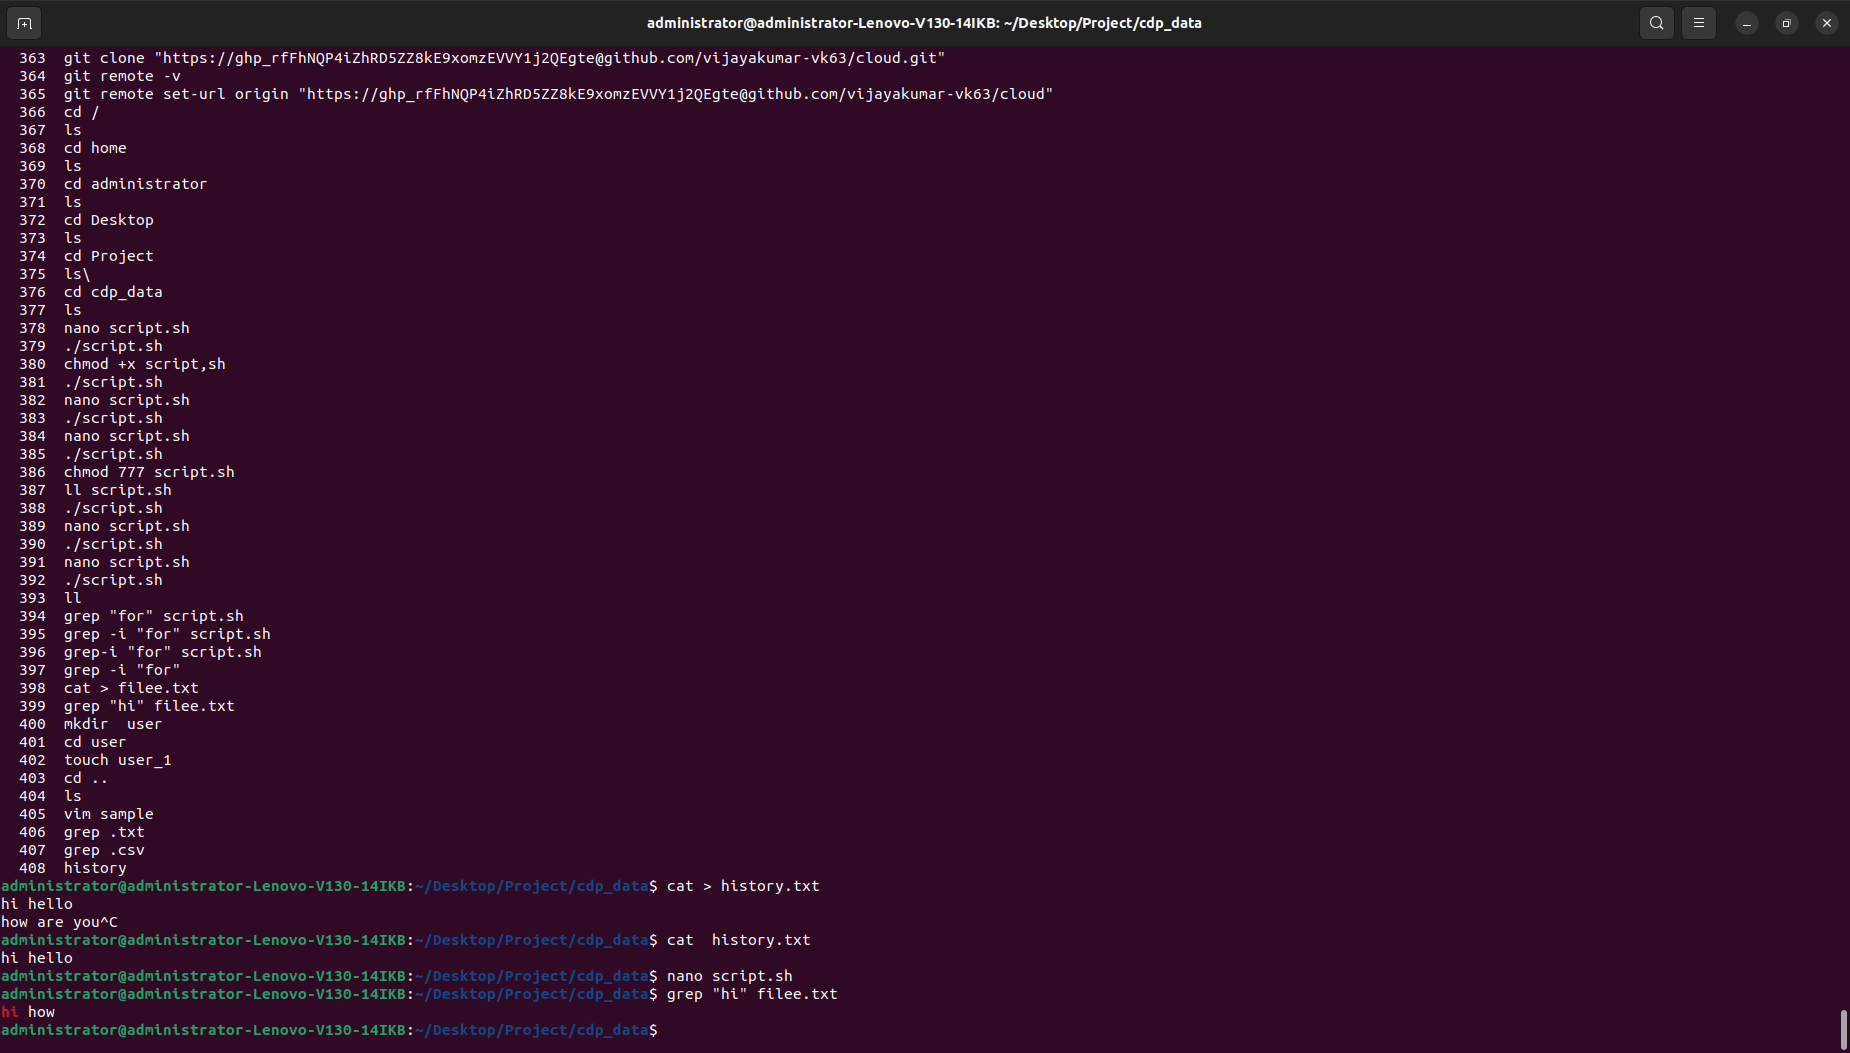 administrator@administrator-Lenovo-V130-14IKB: ~/Desktop/Project/cdp_data
363 git clone "https://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@github.com/vijayakumar-vk63/cloud.git"
364 git remote -v
365 git remote set-url origin "https://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@github.com/vijayakumar-vk63/cloud"
366 cd /
367 ls
368 cd home
369 ls
370 cd administrator
371 ls
372 cd Desktop
373 ls
374 cd Project
375 ls\
376 cd cdp_data
377 ls
378 nano script.sh
379 ./script.sh
380 chmod +x script,sh
381 ./script.sh
382 nano script.sh
383 ./script.sh
384 nano script.sh
385 ./script.sh
386 chmod 777 script.sh
387 ll script.sh
388 ./script.sh
389 nano script.sh
390 ./script.sh
391 nano script.sh
392 ./script.sh
393 ll
394 grep "for" script.sh
395 grep -i "for" script.sh
396 grep-i "for" script.sh
397 grep -i "for"
398 cat > filee.txt
399 grep "hi" filee.txt
400 mkdir  user
401 cd user
402 touch user_1
403 cd ..
404 ls
405 vim sample
406 grep .txt
407 grep .csv
408 history
administrator@administrator-Lenovo-V130-14IKB:~/Desktop/Project/cdp_data$ cat > history.txt
hi hello
how are you^C
administrator@administrator-Lenovo-V130-14IKB:~/Desktop/Project/cdp_data$ cat  history.txt
hi hello
administrator@administrator-Lenovo-V130-14IKB:~/Desktop/Project/cdp_data$ nano script.sh
administrator@administrator-Lenovo-V130-14IKB:~/Desktop/Project/cdp_data$ grep "hi" filee.txt
hi how
administrator@administrator-Lenovo-V130-14IKB:~/Desktop/Project/cdp_data$